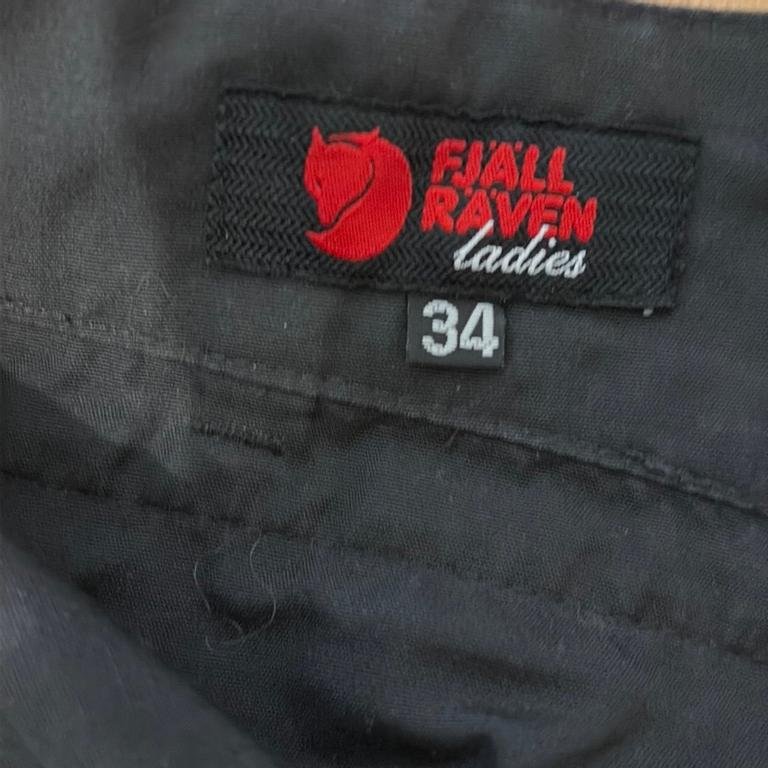 FJÄLL
RÄVEN
ladies
34